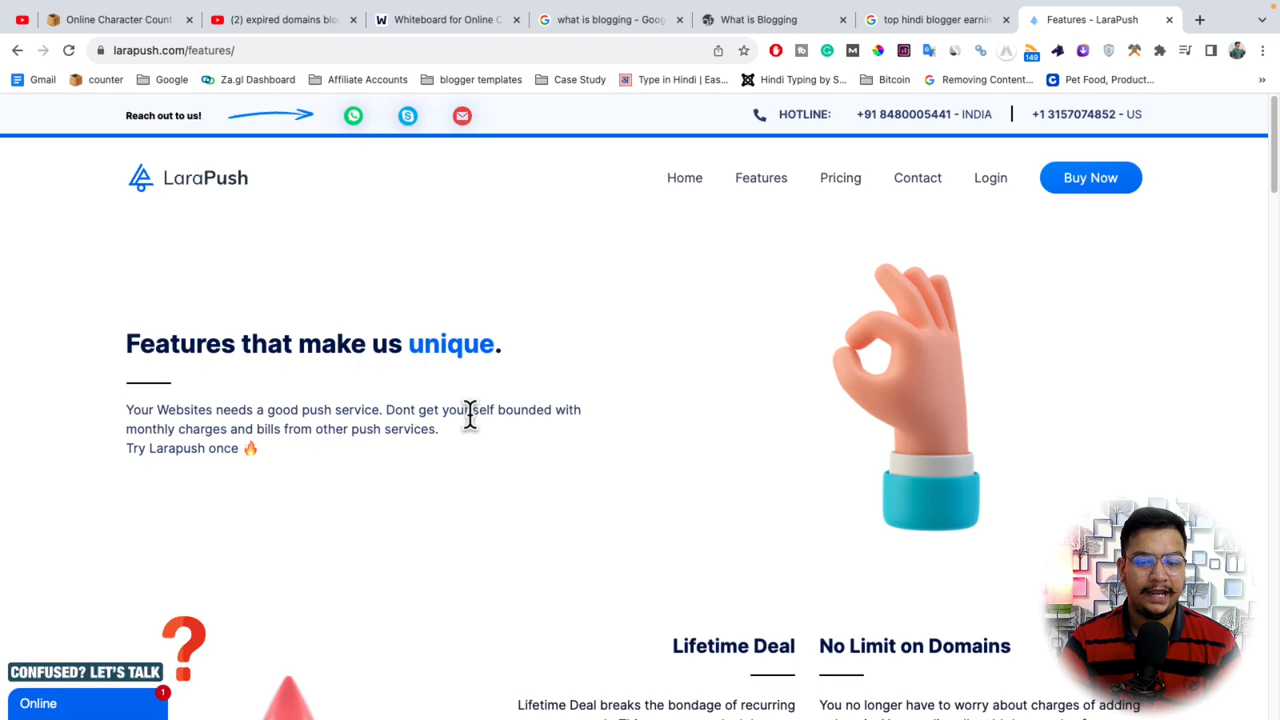 Online Character Count
(2) expired domains blo
Whiteboard for Online C
what is blogging - Goog
What is Blogging
top hindi blogger earnin
Features - LaraPush
larapush.com/features/
149
Gmail
counter
Google
Za.gl Dashboard
Affiliate Accounts
blogger templates
Case Study
Type in Hindi | Eas...
Hindi Typing by S...
Bitcoin
Removing Content...
Pet Food, Product...
Reach out to us!
HOTLINE: +91 8480005441 - INDIA
+1 3157074852 - US
LaraPush
Home
Features
Pricing
Contact
Login
Buy Now
Features that make us unique.
Your Websites needs a good push service. Dont get yourself bounded with
monthly charges and bills from other push services.
Try Larapush once 🔥
Lifetime Deal
No Limit on Domains
Lifetime Deal breaks the bondage of recurring
You no longer have to worry about charges of adding
CONFUSED? LET'S TALK
?
Online
1